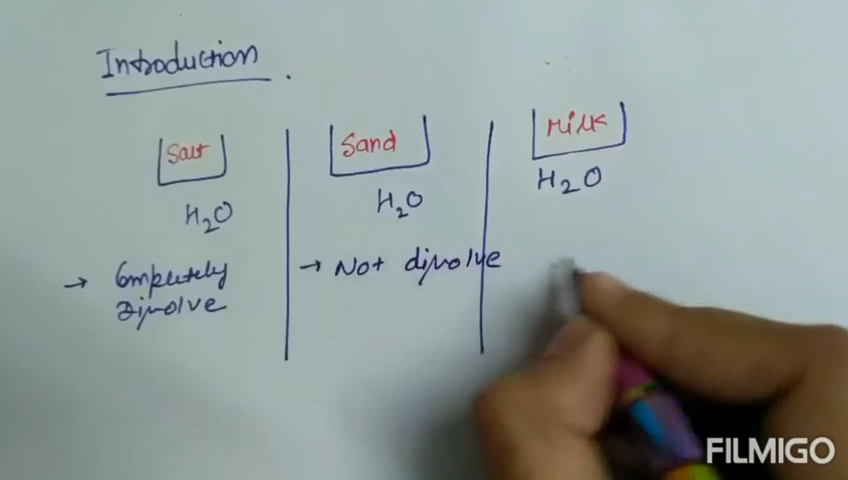 Introduction.
Salt
H₂O
→ Completely
Dissolve
Sand
H₂O
→ Not dissolve
Milk
H₂O
FILMIGO